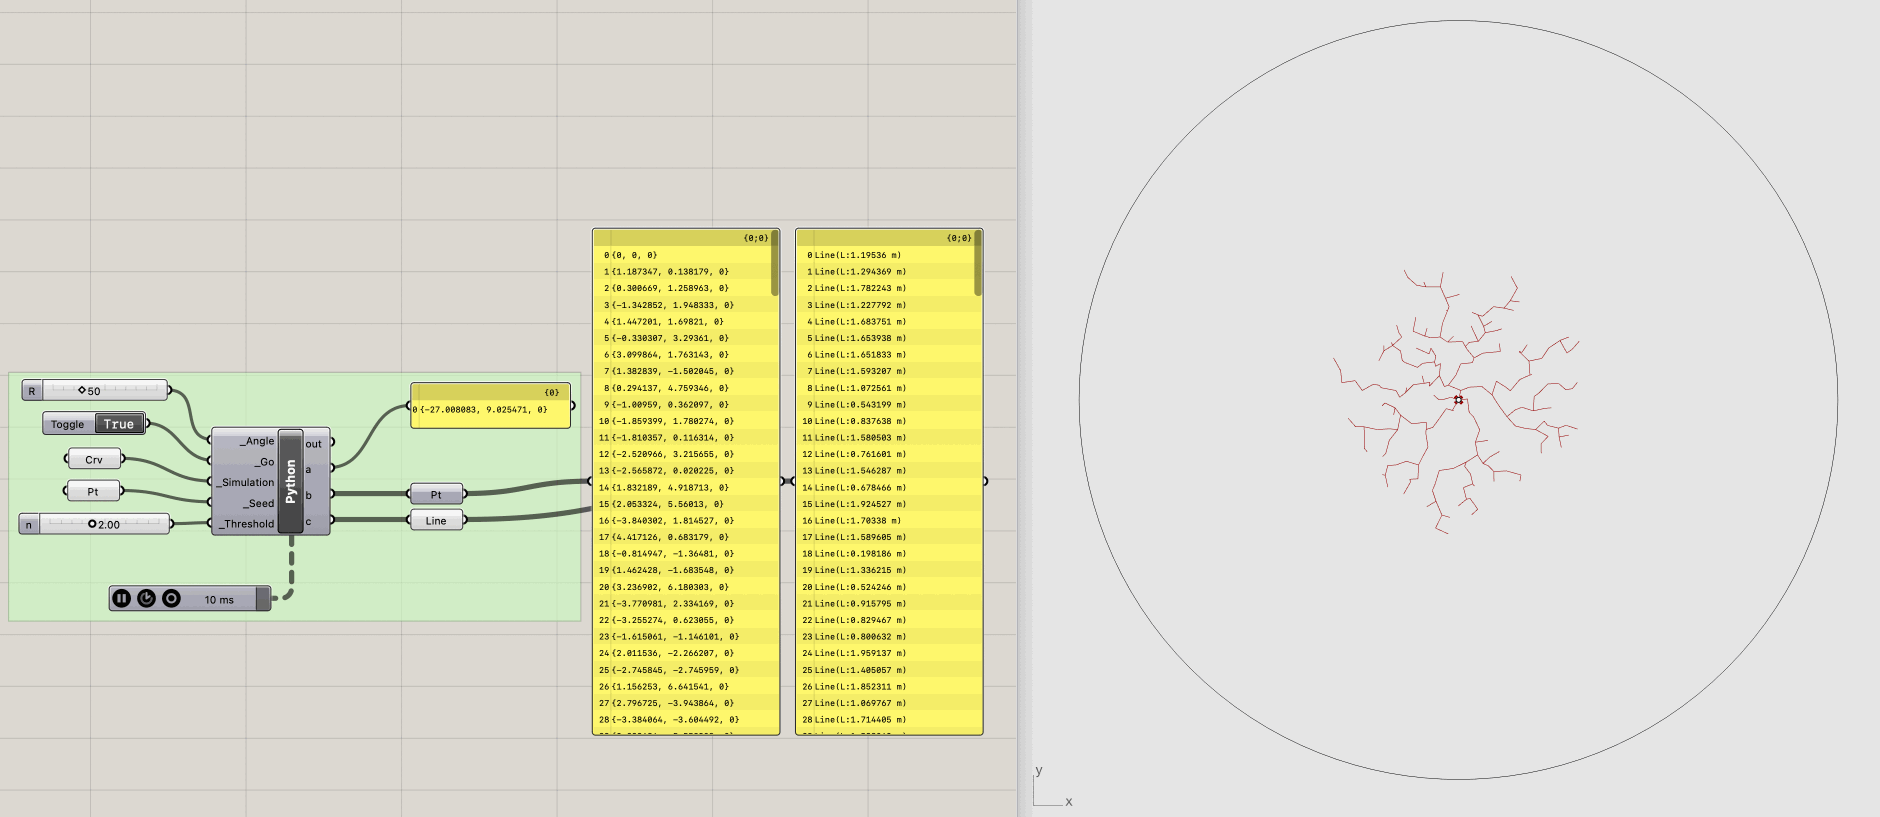 R 50
Toggle True
Crv
Pt
n 2.00
_Angle
_Go
_Simulation
_Seed
_Threshold
Python
out
a
b
c
10 ms
{0}
0 {-27.008083, 9.025471, 0}
Pt
Line
{0;0}
0 {0, 0, 0}
1 {1.187347, 0.138179, 0}
2 {0.300669, 1.258963, 0}
3 {-1.342852, 1.948333, 0}
4 {1.447201, 1.69821, 0}
5 {-0.330307, 3.29361, 0}
6 {3.099864, 1.763143, 0}
7 {1.382839, -1.502045, 0}
8 {0.294137, 4.759346, 0}
9 {-1.00959, 0.362097, 0}
10 {-1.859399, 1.780274, 0}
11 {-1.810357, 0.116314, 0}
12 {-2.520966, 3.215655, 0}
13 {-2.565872, 0.020225, 0}
14 {1.832189, 4.918713, 0}
15 {2.053324, 5.56013, 0}
16 {-3.840302, 1.814527, 0}
17 {4.417126, 0.683179, 0}
18 {-0.814947, -1.36481, 0}
19 {1.462428, -1.683548, 0}
20 {3.236902, 6.180303, 0}
21 {-3.770981, 2.334169, 0}
22 {-3.255274, 0.623055, 0}
23 {-1.615061, -1.146101, 0}
24 {2.011536, -2.266207, 0}
25 {-2.745845, -2.745959, 0}
26 {1.156253, 6.641541, 0}
27 {2.796725, -3.943864, 0}
28 {-3.384064, -3.604492, 0}
{0;0}
0 Line(L:1.19536 m)
1 Line(L:1.294369 m)
2 Line(L:1.782243 m)
3 Line(L:1.227792 m)
4 Line(L:1.683751 m)
5 Line(L:1.653938 m)
6 Line(L:1.651833 m)
7 Line(L:1.593207 m)
8 Line(L:1.072561 m)
9 Line(L:0.543199 m)
10 Line(L:0.837638 m)
11 Line(L:1.580503 m)
12 Line(L:0.761601 m)
13 Line(L:1.546287 m)
14 Line(L:0.678466 m)
15 Line(L:1.924527 m)
16 Line(L:1.70338 m)
17 Line(L:1.589605 m)
18 Line(L:0.198186 m)
19 Line(L:1.336215 m)
20 Line(L:0.524246 m)
21 Line(L:0.915795 m)
22 Line(L:0.829467 m)
23 Line(L:0.800632 m)
24 Line(L:1.959137 m)
25 Line(L:1.405057 m)
26 Line(L:1.852311 m)
27 Line(L:1.069767 m)
28 Line(L:1.714405 m)
y
x